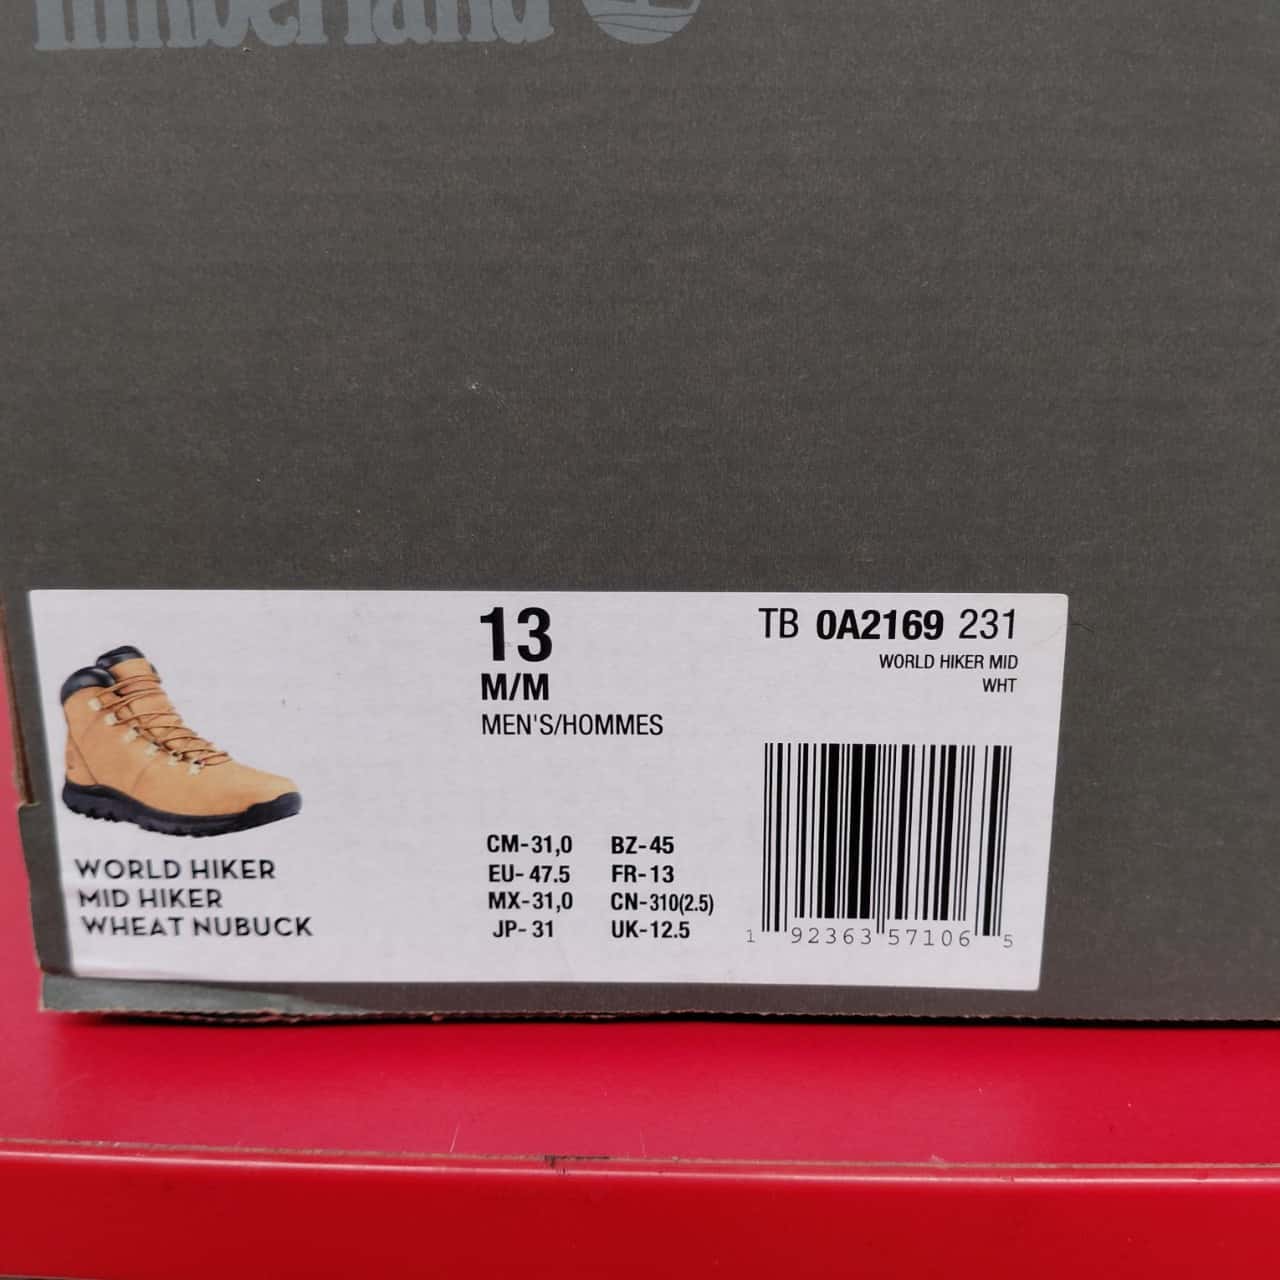 Timberland
13
M/M
MEN'S/HOMMES
TB 0A2169 231
WORLD HIKER MID
WHT
WORLD HIKER
MID HIKER
WHEAT NUBUCK
CM-31,0 BZ-45
EU-47.5 FR-13
MX-31,0 CN-310(2.5)
JP-31 UK-12.5
1 92363 57106 5